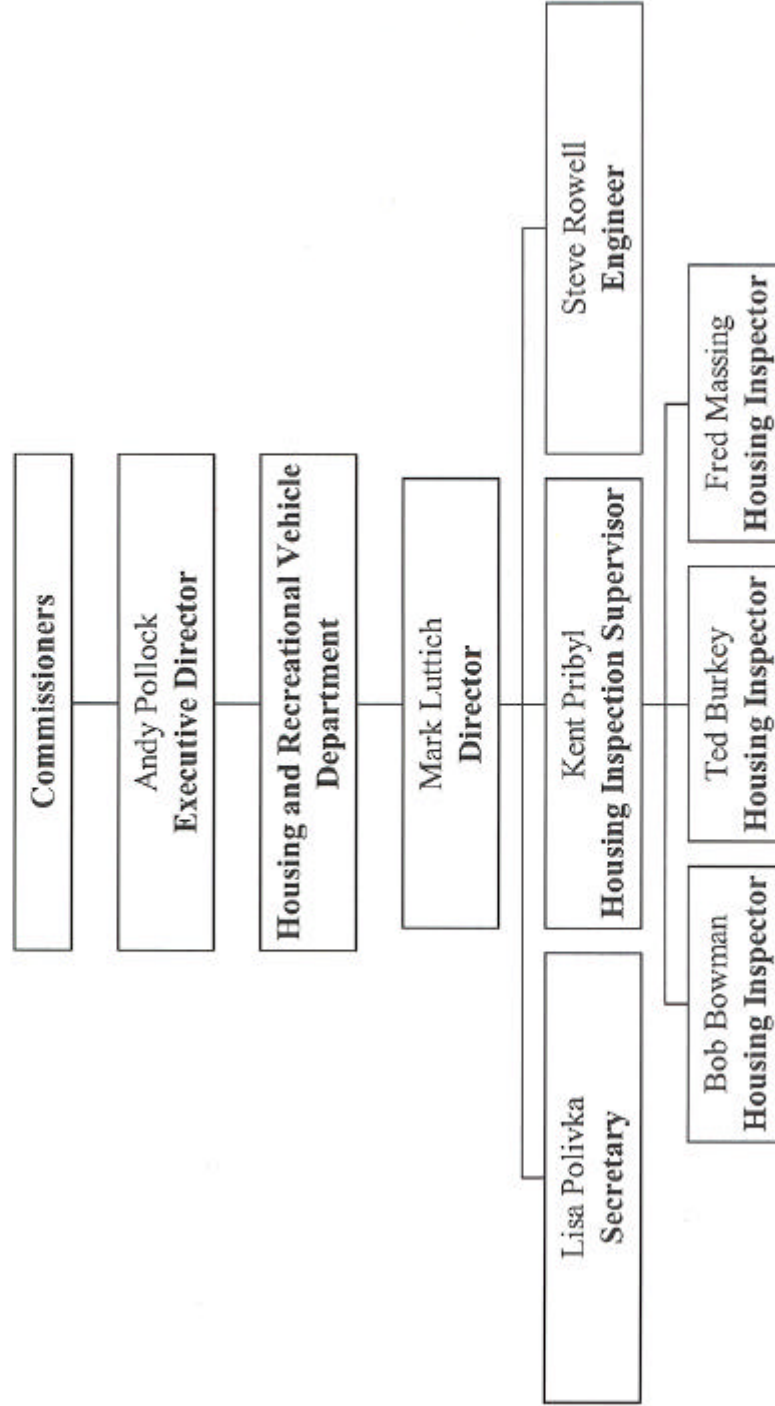 Commissioners
Andy Pollock
Executive Director
Housing and Recreational Vehicle
Department
Mark Luttich
Director
Lisa Polivka
Secretary
Kent Pribyl
Housing Inspection Supervisor
Steve Rowell
Engineer
Bob Bowman
Housing Inspector
Ted Burkey
Housing Inspector
Fred Massing
Housing Inspector